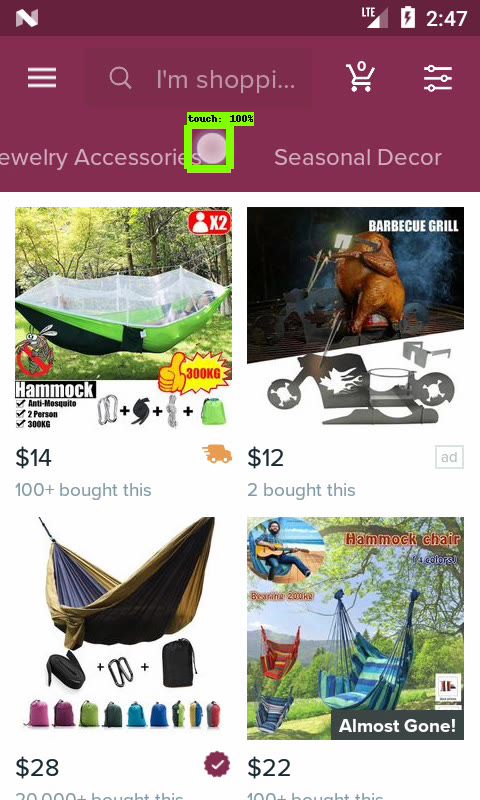 LTE
2:47
0
I'm shoppi...
touch: 100%
ewelry Accessories
Seasonal Decor
X2
Hammock
Anti-Mosquito
2 Person
300KG
300KG
BARBECUE GRILL
$14
100+ bought this
$12
ad
2 bought this
Hammock chair
(4 colors)
Bearing 200kg
Almost Gone!
$28
20,000+ bought this
$22
100+ bought this